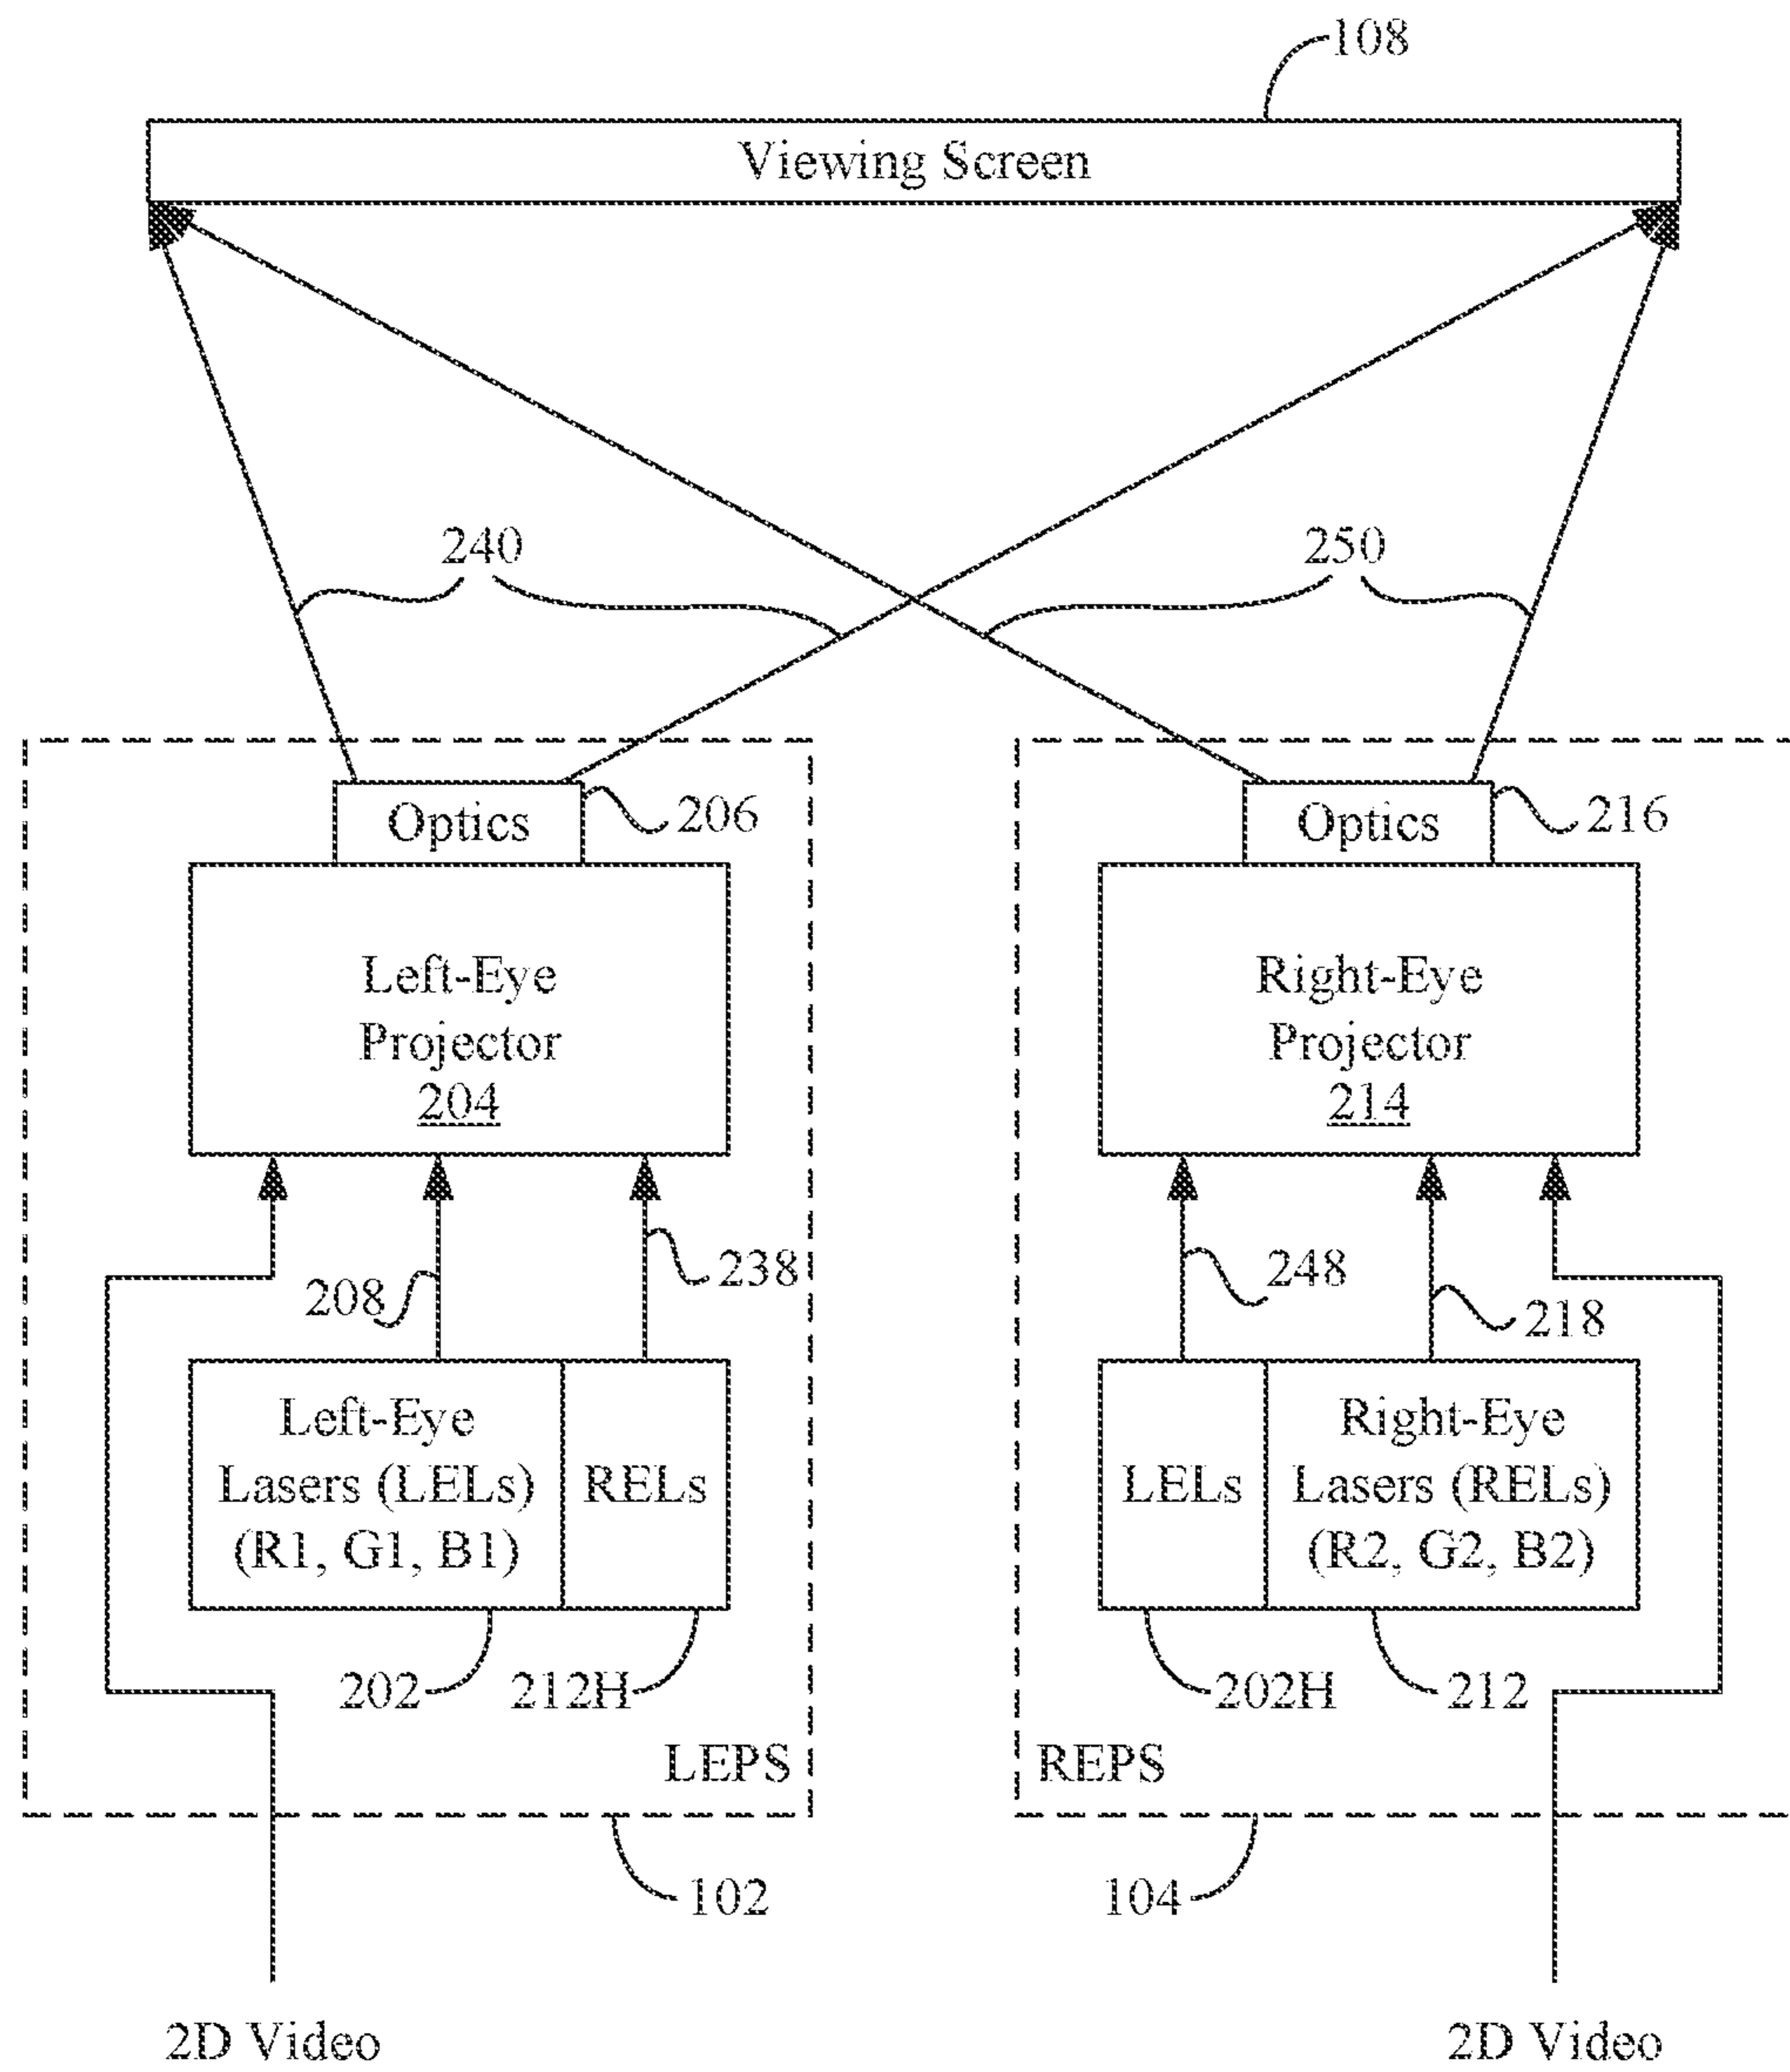 108
Viewing Screen
240
250
Optics
206
Optics
216
Left-Eye
Projector
204
Right-Eye
Projector
214
208
238
248
218
Left-Eye
Lasers (LELs)
(R1, G1, B1)
RELs
LELs
Right-Eye
Lasers (RELs)
(R2, G2, B2)
202
212H
202H
212
LEPS
REPS
102
104
2D Video
2D Video